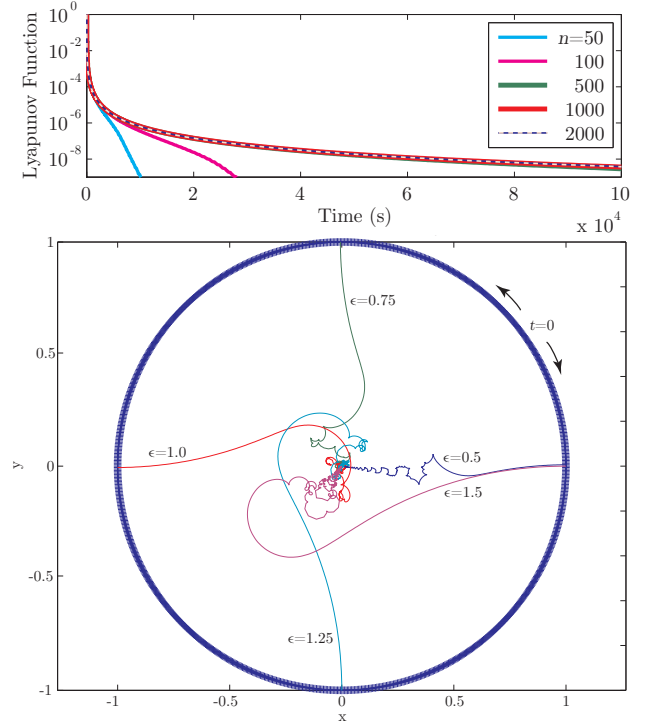 10^0
10^-2
10^-4
10^-6
10^-8
Lyapunov Function
n=50
100
500
1000
2000
0 2 4 6 8 10
Time (s)
x 10^4
1
0.5
0
-0.5
-1
y
ϵ=0.75
t=0
ϵ=1.0
ϵ=0.5
ϵ=1.5
ϵ=1.25
-1 -0.5 0 0.5 1
x